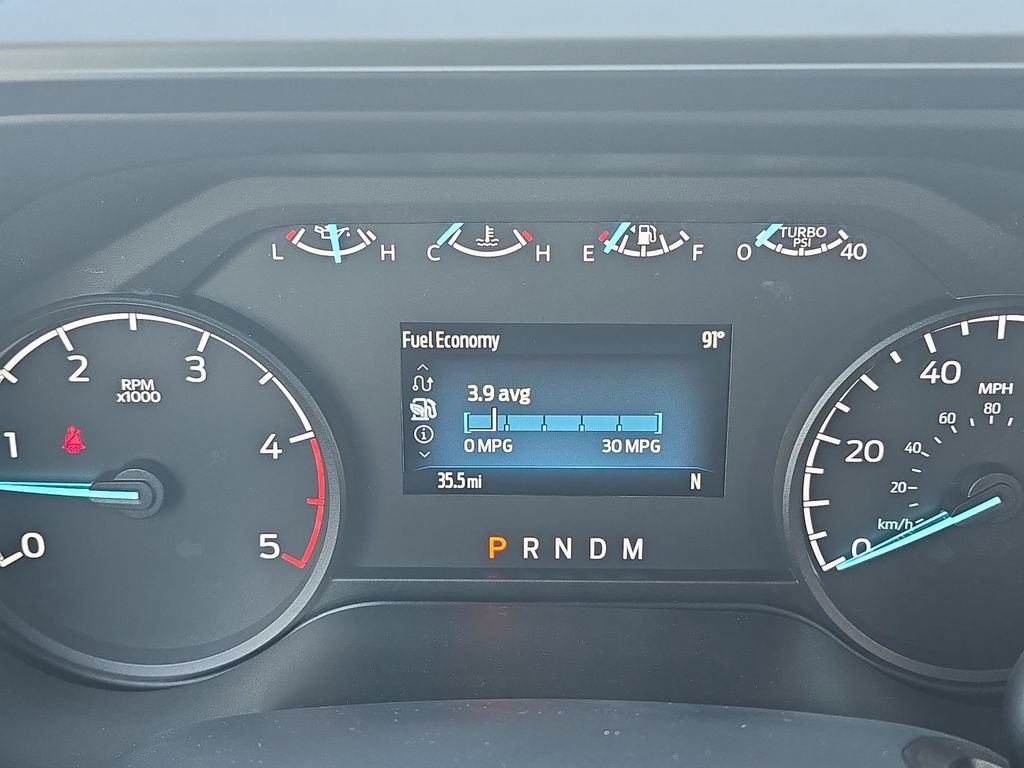 L H C H E F 0 TURBO PSI 40
Fuel Economy 91°
3.9 avg
0 MPG 30 MPG
35.5 mi N
P R N D M
0 1 2 3 4 5
RPM
x1000
0 20 40
MPH
km/h 20 40 60 80